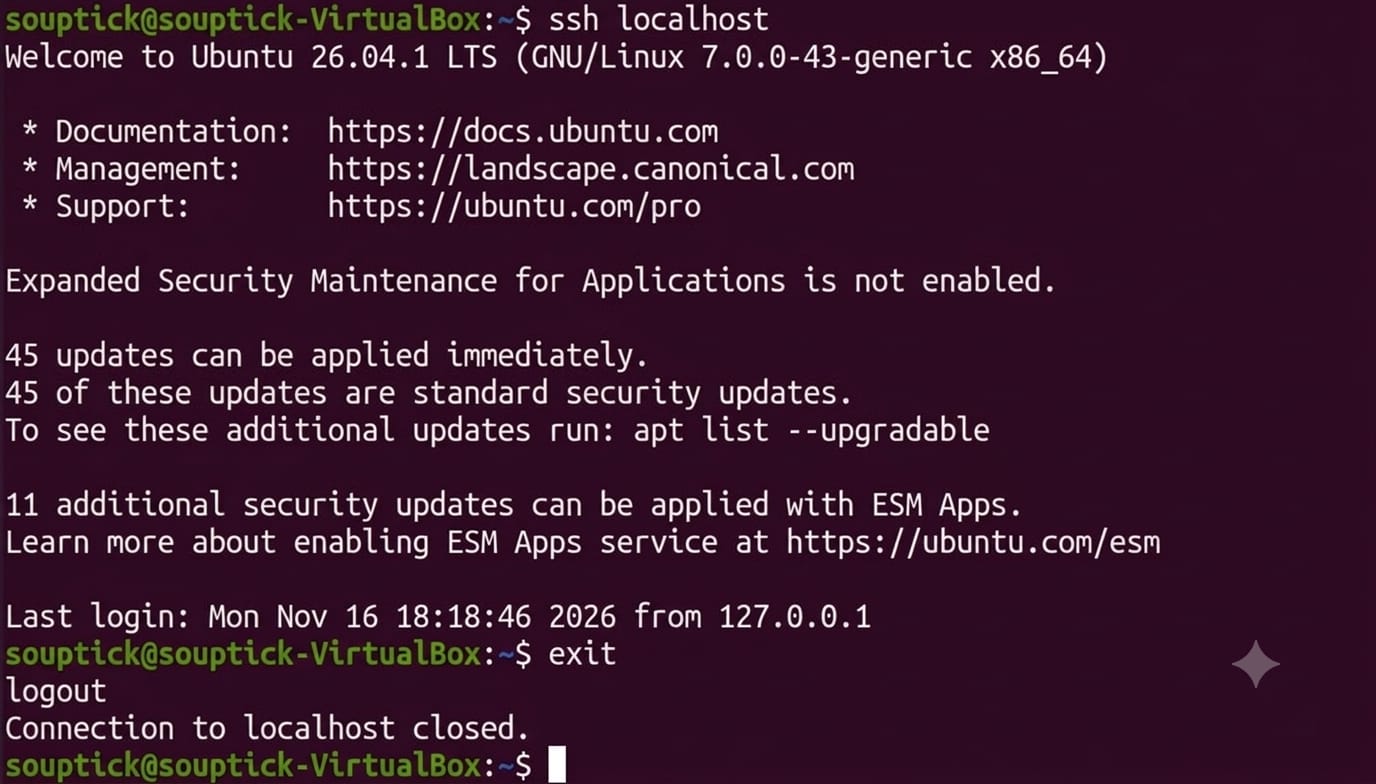 souptick@souptick-VirtualBox:~$ ssh localhost
Welcome to Ubuntu 26.04.1 LTS (GNU/Linux 7.0.0-43-generic x86_64)

 * Documentation:  https://docs.ubuntu.com
 * Management:     https://landscape.canonical.com
 * Support:        https://ubuntu.com/pro

Expanded Security Maintenance for Applications is not enabled.

45 updates can be applied immediately.
45 of these updates are standard security updates.
To see these additional updates run: apt list --upgradable

11 additional security updates can be applied with ESM Apps.
Learn more about enabling ESM Apps service at https://ubuntu.com/esm

Last login: Mon Nov 16 18:18:46 2026 from 127.0.0.1
souptick@souptick-VirtualBox:~$ exit
logout
Connection to localhost closed.
souptick@souptick-VirtualBox:~$